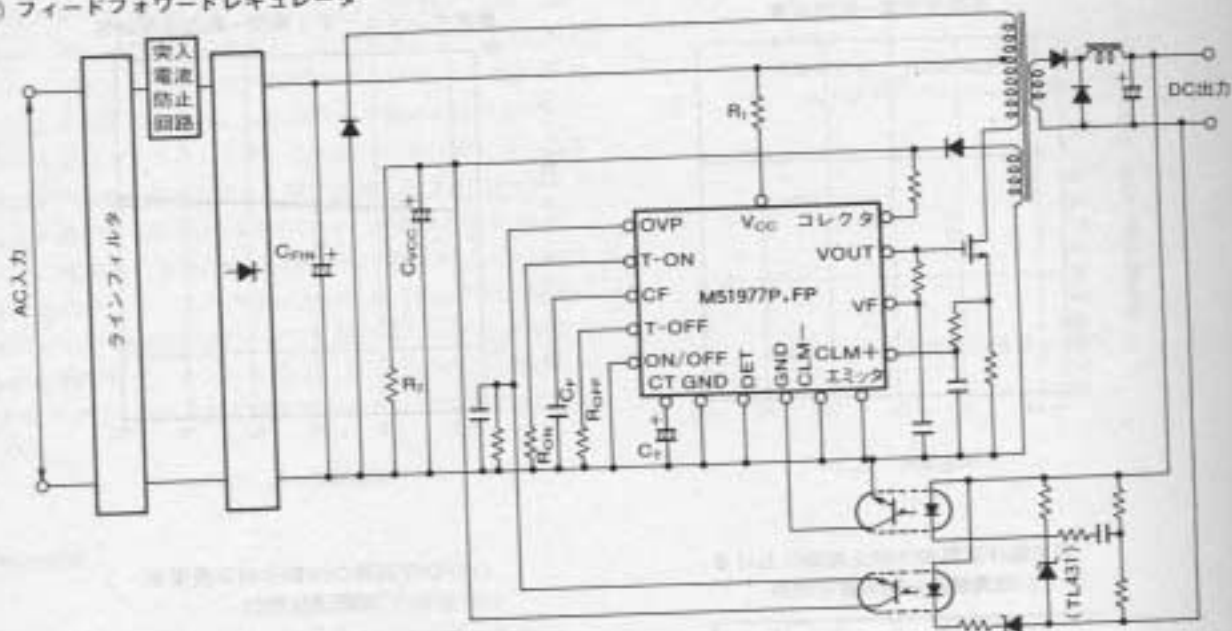 フィードフォワードレギュレータ
突入
電流
防止
回路
AC入力
ラインフィルタ
CFIN
+
R2
CVCC
+
R1
DC出力
+
OVP
VCC
コレクタ
T-ON
VOUT
CF
M51977P,FP
VF
T-OFF
CLM+
ON/OFF
CT
GND
DET
GND
CLM-
エミッタ
RON
CF
ROFF
CT
+
(TL431)